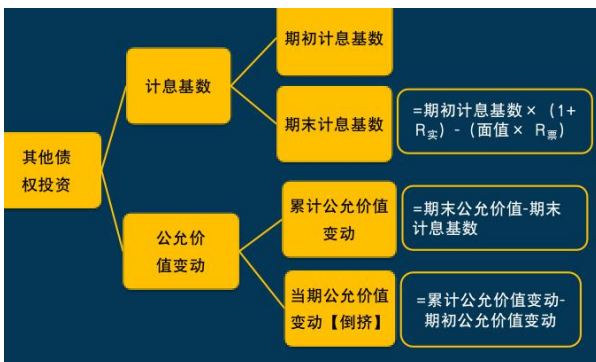 期初计息基数
计息基数
期末计息基数
=期初计息基数× (1+
R实) - (面值× R票)
其他债
权投资
累计公允价值
变动
=期末公允价值-期末
计息基数
公允价
值变动
当期公允价值
变动【倒挤】
=累计公允价值变动-
期初公允价值变动